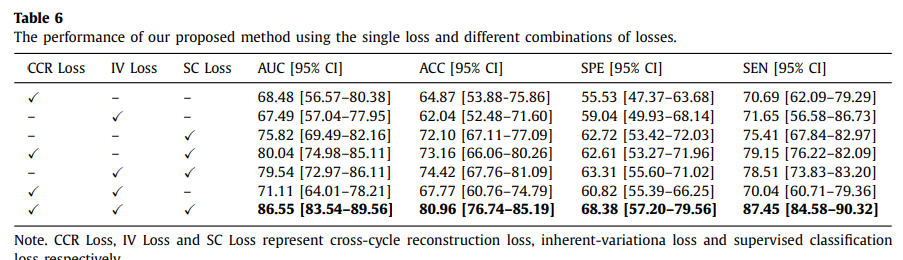 Table 6
The performance of our proposed method using the single loss and different combinations of losses.
CCR Loss IV Loss SC Loss AUC [95% CI] ACC [95% CI] SPE [95% CI] SEN [95% CI]
✓ – – 68.48 [56.57–80.38] 64.87 [53.88–75.86] 55.53 [47.37–63.68] 70.69 [62.09–79.29]
– ✓ – 67.49 [57.04–77.95] 62.04 [52.48–71.60] 59.04 [49.93–68.14] 71.65 [56.58–86.73]
– – ✓ 75.82 [69.49–82.16] 72.10 [67.11–77.09] 62.72 [53.42–72.03] 75.41 [67.84–82.97]
✓ – ✓ 80.04 [74.98–85.11] 73.16 [66.06–80.26] 62.61 [53.27–71.96] 79.15 [76.22–82.09]
– ✓ ✓ 79.54 [72.97–86.11] 74.42 [67.76–81.09] 63.31 [55.60–71.02] 78.51 [73.83–83.20]
✓ ✓ – 71.11 [64.01–78.21] 67.77 [60.76–74.79] 60.82 [55.39–66.25] 70.04 [60.71–79.36]
✓ ✓ ✓ 86.55 [83.54–89.56] 80.96 [76.74–85.19] 68.38 [57.20–79.56] 87.45 [84.58–90.32]
Note. CCR Loss, IV Loss and SC Loss represent cross-cycle reconstruction loss, inherent-variationa loss and supervised classification
loss respectively.